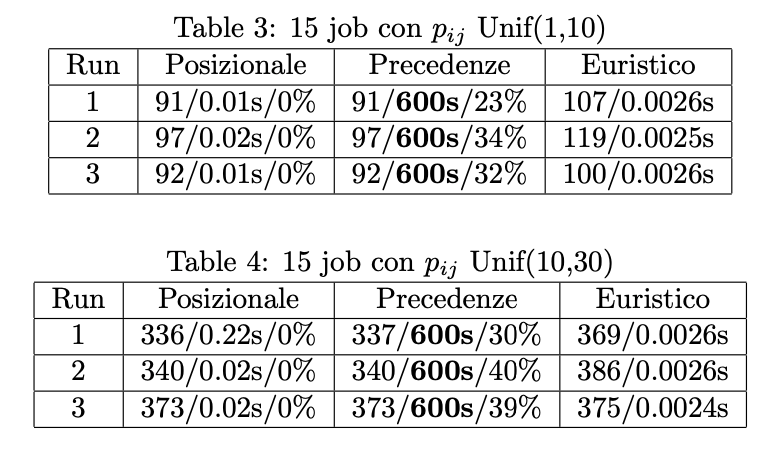 Table 3: 15 job con p_{ij} Unif(1,10)
Run Posizionale Precedenze Euristico
1 91/0.01s/0% 91/600s/23% 107/0.0026s
2 97/0.02s/0% 97/600s/34% 119/0.0025s
3 92/0.01s/0% 92/600s/32% 100/0.0026s
Table 4: 15 job con p_{ij} Unif(10,30)
Run Posizionale Precedenze Euristico
1 336/0.22s/0% 337/600s/30% 369/0.0026s
2 340/0.02s/0% 340/600s/40% 386/0.0026s
3 373/0.02s/0% 373/600s/39% 375/0.0024s